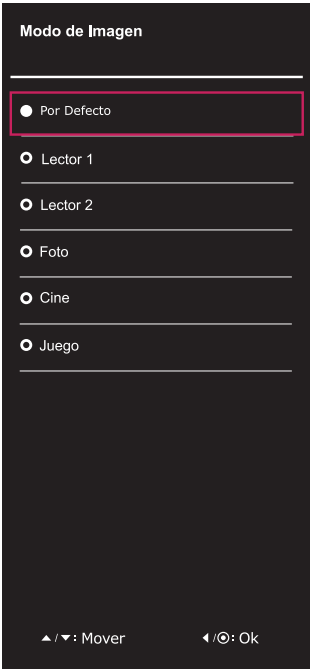 Modo de Imagen
Por Defecto
Lector 1
Lector 2
Foto
Cine
Juego
▲/▼: Mover ◀/⦿: Ok